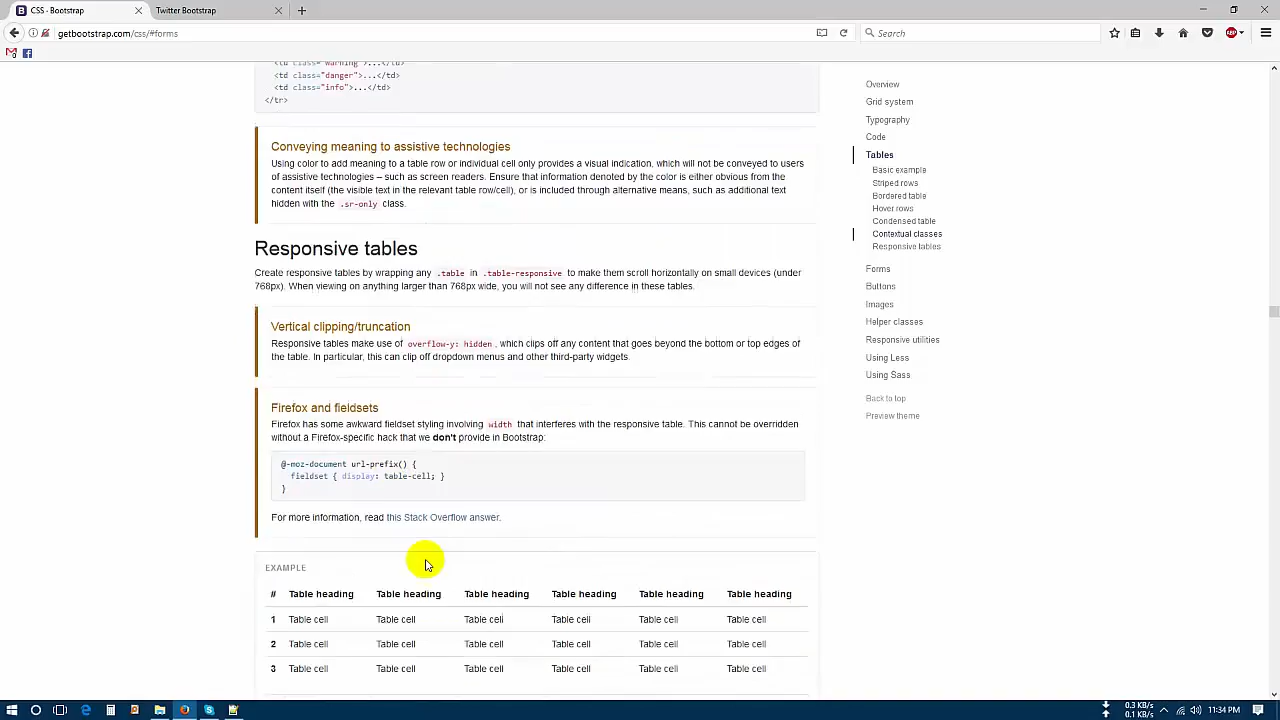 CSS · Bootstrap
Twitter Bootstrap
getbootstrap.com/css/#forms
Search
<td class="warning">...</td>
<td class="danger">...</td>
<td class="info">...</td>
</tr>
Conveying meaning to assistive technologies
Using color to add meaning to a table row or individual cell only provides a visual indication, which will not be conveyed to users
of assistive technologies – such as screen readers. Ensure that information denoted by the color is either obvious from the
content itself (the visible text in the relevant table row/cell), or is included through alternative means, such as additional text
hidden with the .sr-only class.
Responsive tables
Create responsive tables by wrapping any .table in .table-responsive to make them scroll horizontally on small devices (under
768px). When viewing on anything larger than 768px wide, you will not see any difference in these tables.
Vertical clipping/truncation
Responsive tables make use of overflow-y: hidden, which clips off any content that goes beyond the bottom or top edges of
the table. In particular, this can clip off dropdown menus and other third-party widgets.
Firefox and fieldsets
Firefox has some awkward fieldset styling involving width that interferes with the responsive table. This cannot be overridden
without a Firefox-specific hack that we don't provide in Bootstrap:
@-moz-document url-prefix() {
fieldset { display: table-cell; }
}
For more information, read this Stack Overflow answer.
EXAMPLE
# Table heading Table heading Table heading Table heading Table heading Table heading
1 Table cell Table cell Table cell Table cell Table cell Table cell
2 Table cell Table cell Table cell Table cell Table cell Table cell
3 Table cell Table cell Table cell Table cell Table cell Table cell
Overview
Grid system
Typography
Code
Tables
Basic example
Striped rows
Bordered table
Hover rows
Condensed table
Contextual classes
Responsive tables
Forms
Buttons
Images
Helper classes
Responsive utilities
Using Less
Using Sass
Back to top
Preview theme
0.3 KB/s
0.1 KB/s
11:34 PM